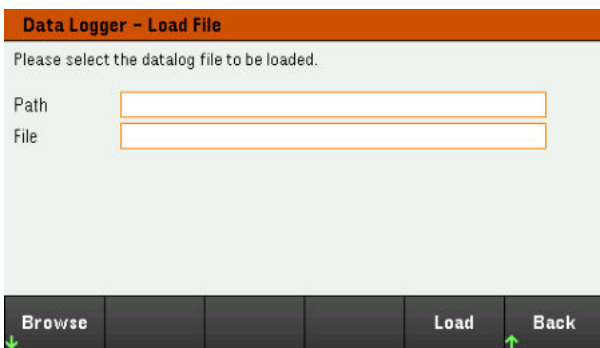 Data Logger – Load File
Please select the datalog file to be loaded.
Path
File
Browse Load Back